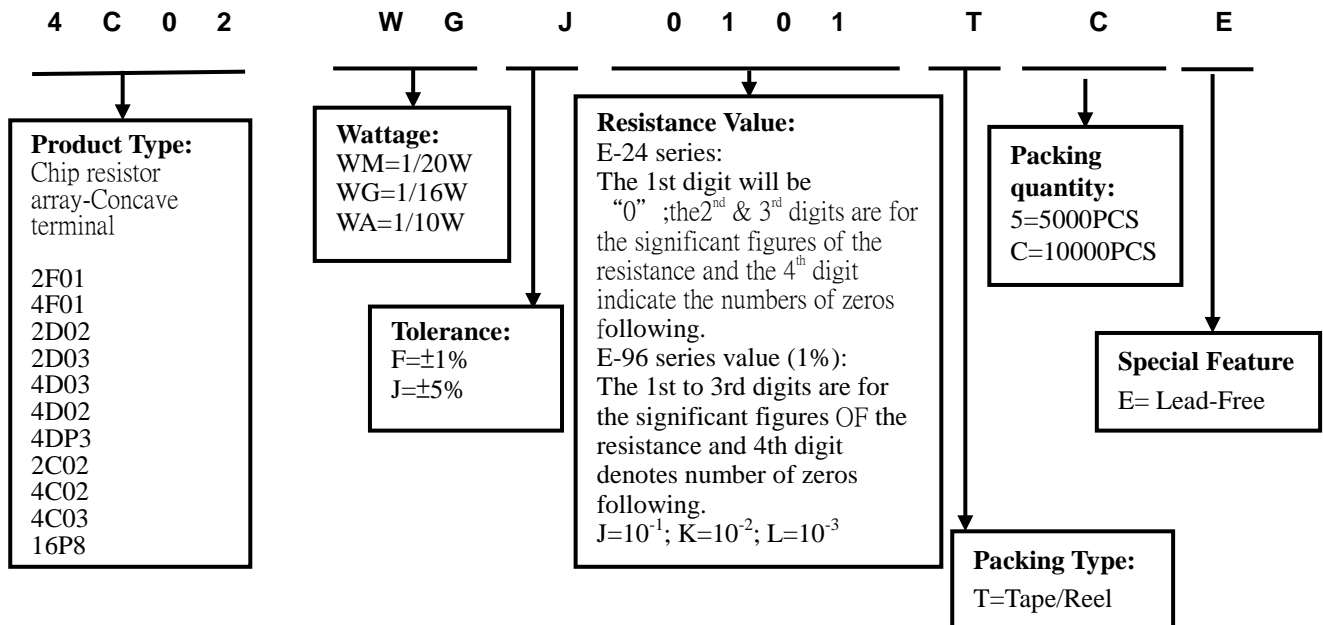 4 C 0 2 W G J 0 1 0 1 T C E
Product Type:
Chip resistor
array-Concave
terminal
2F01
4F01
2D02
2D03
4D03
4D02
4DP3
2C02
4C02
4C03
16P8
Wattage:
WM=1/20W
WG=1/16W
WA=1/10W
Tolerance:
F=±1%
J=±5%
Resistance Value:
E-24 series:
The 1st digit will be
“0” ;the2nd & 3rd digits are for
the significant figures of the
resistance and the 4th digit
indicate the numbers of zeros
following.
E-96 series value (1%):
The 1st to 3rd digits are for
the significant figures OF the
resistance and 4th digit
denotes number of zeros
following.
J=10-1; K=10-2; L=10-3
Packing
quantity:
5=5000PCS
C=10000PCS
Special Feature
E= Lead-Free
Packing Type:
T=Tape/Reel